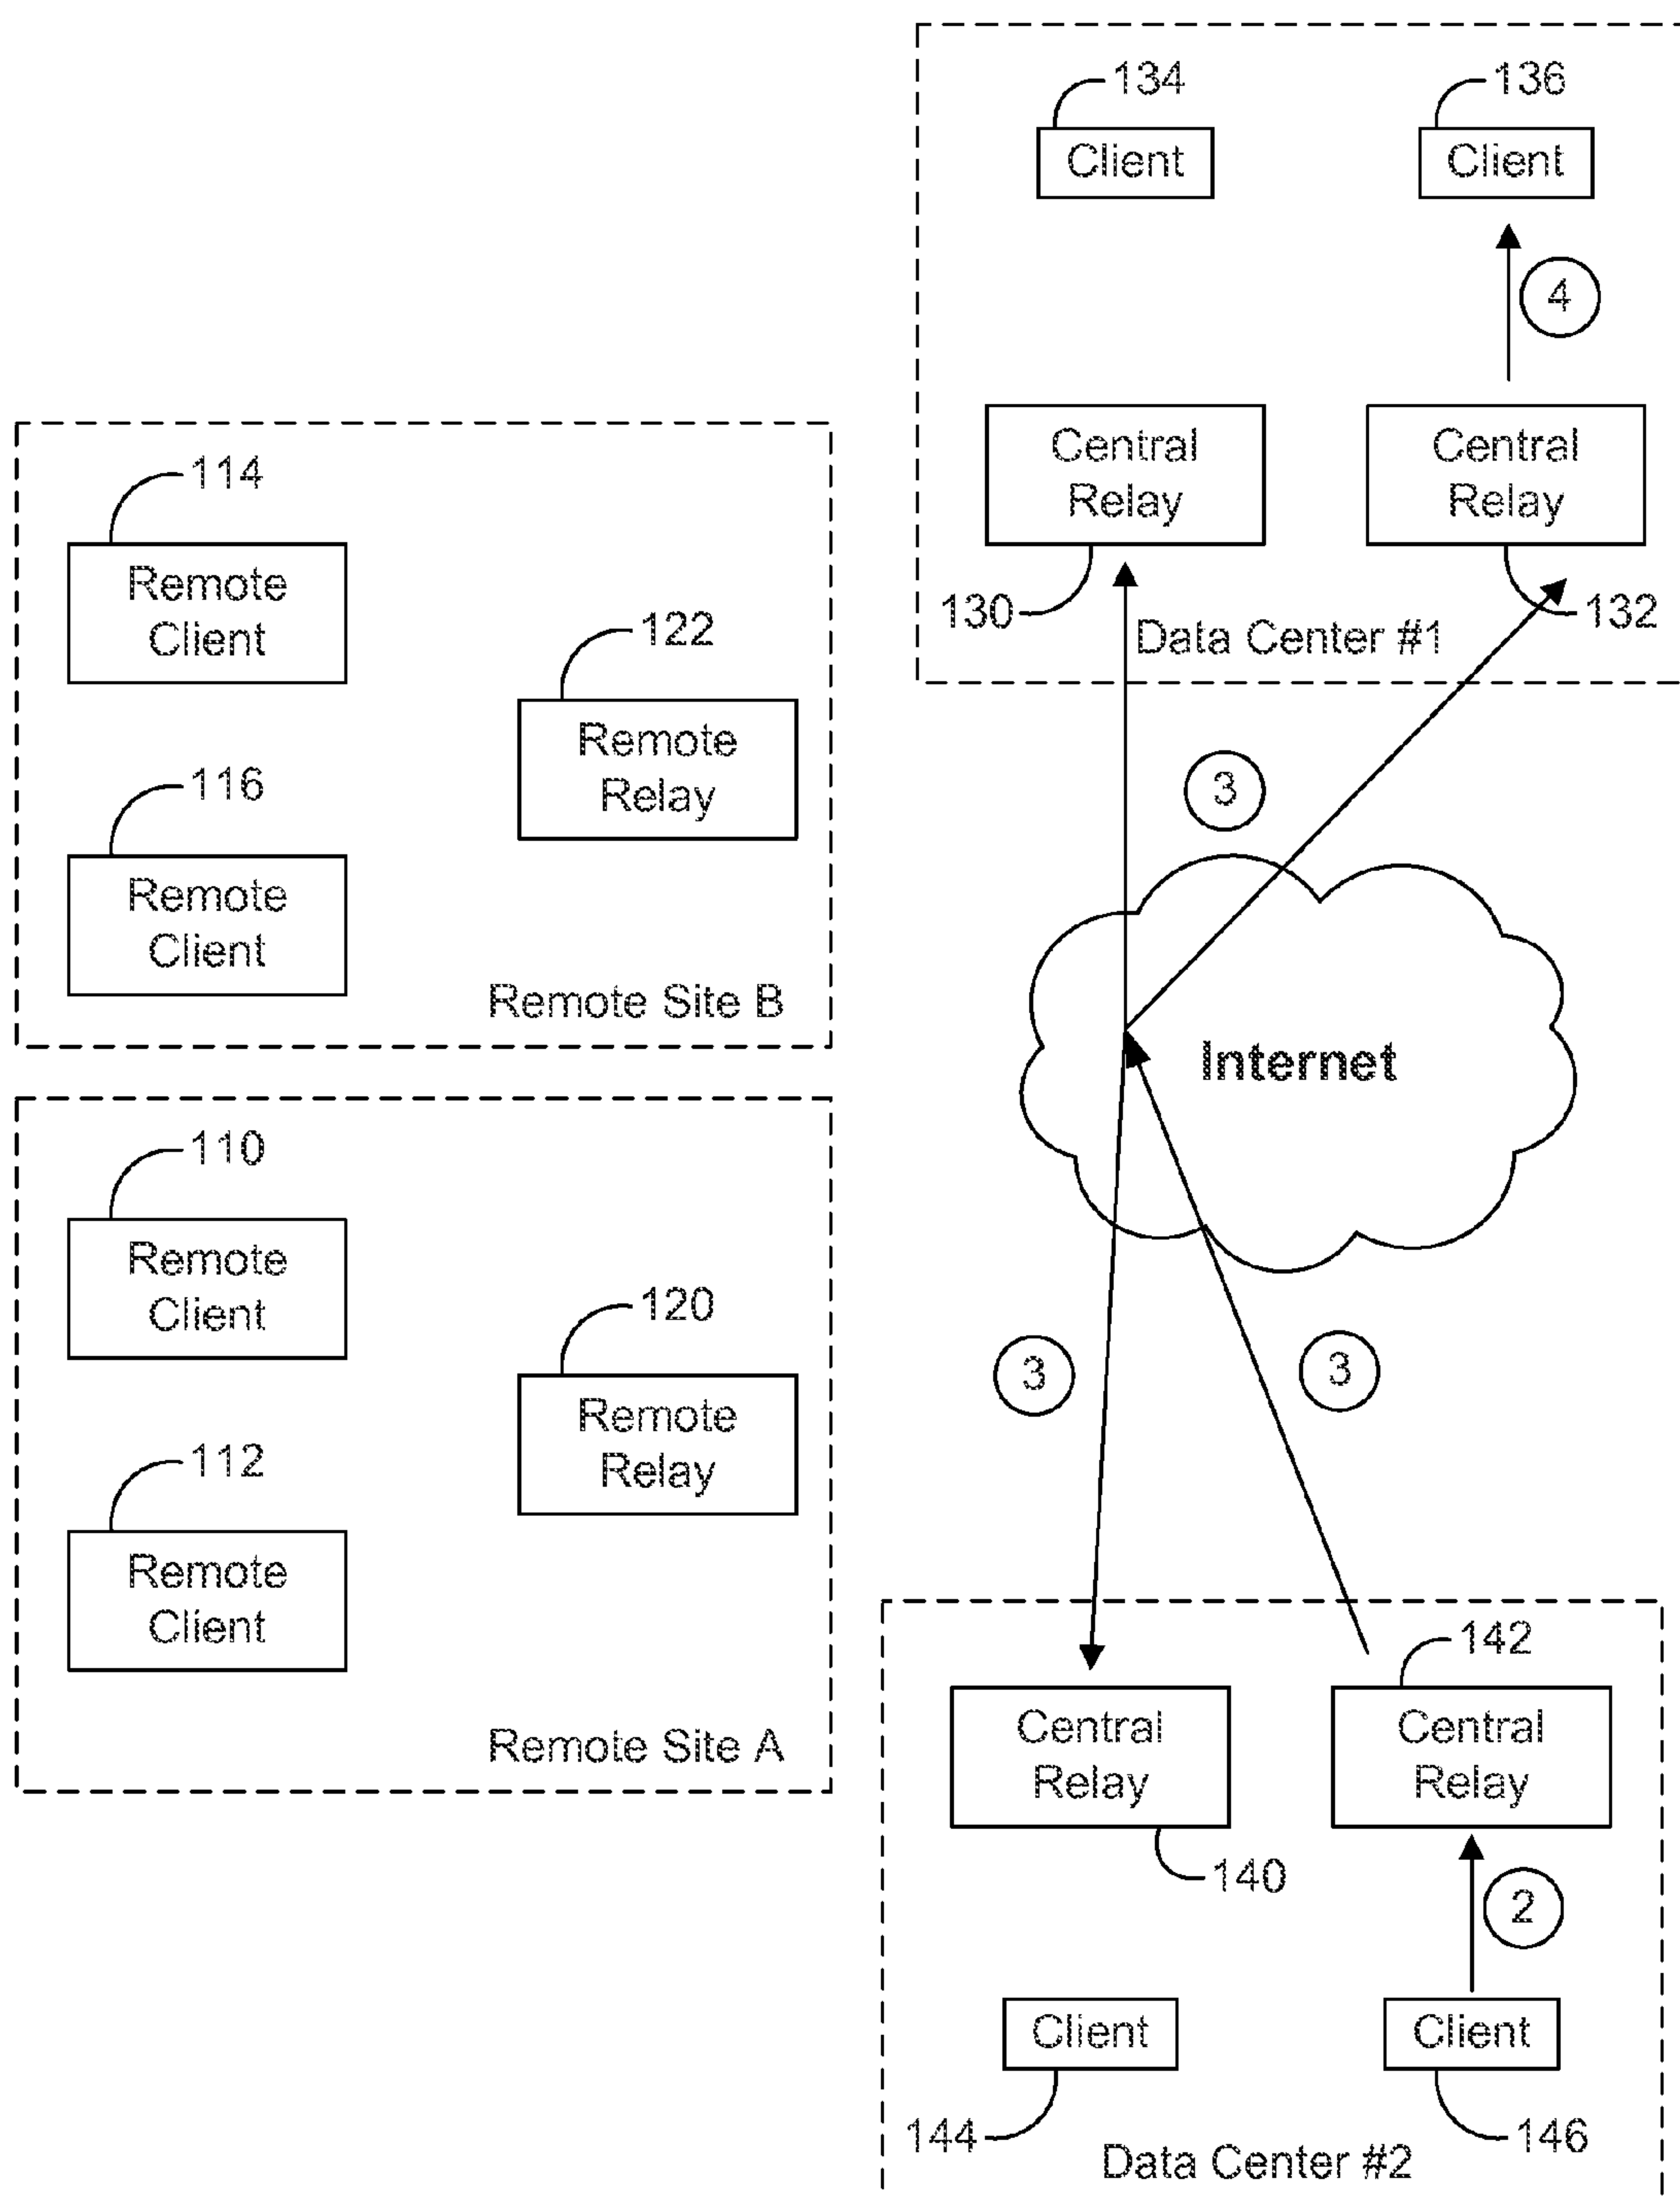 134
136
Client
Client
4
Central
Relay
Central
Relay
130
132
Data Center #1
114
Remote
Client
122
Remote
Relay
116
Remote
Client
Remote Site B
3
Internet
110
Remote
Client
120
Remote
Relay
112
Remote
Client
Remote Site A
3
3
142
Central
Relay
Central
Relay
140
2
Client
Client
144
146
Data Center #2